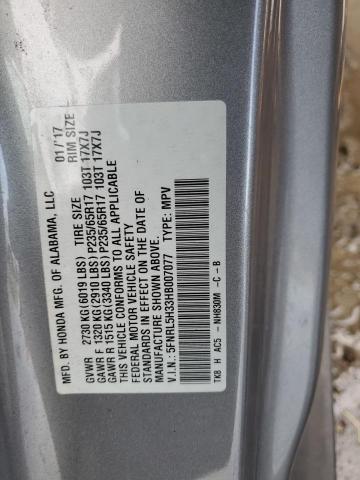 MFD. BY HONDA MFG. OF ALABAMA, LLC 01/'17
TIRE SIZE RIM SIZE
GVWR 2730 KG(6019 LBS)
GAWR F 1320 KG(2910 LBS) P235/65R17 103T 17X7J
GAWR R 1515 KG(3340 LBS) P235/65R17 103T 17X7J
THIS VEHICLE CONFORMS TO ALL APPLICABLE
FEDERAL MOTOR VEHICLE SAFETY
STANDARDS IN EFFECT ON THE DATE OF
MANUFACTURE SHOWN ABOVE.
V.I.N.: 5FNRL5H33HB007077 TYPE: MPV
TK8 H AC5 - NH830M -C -B